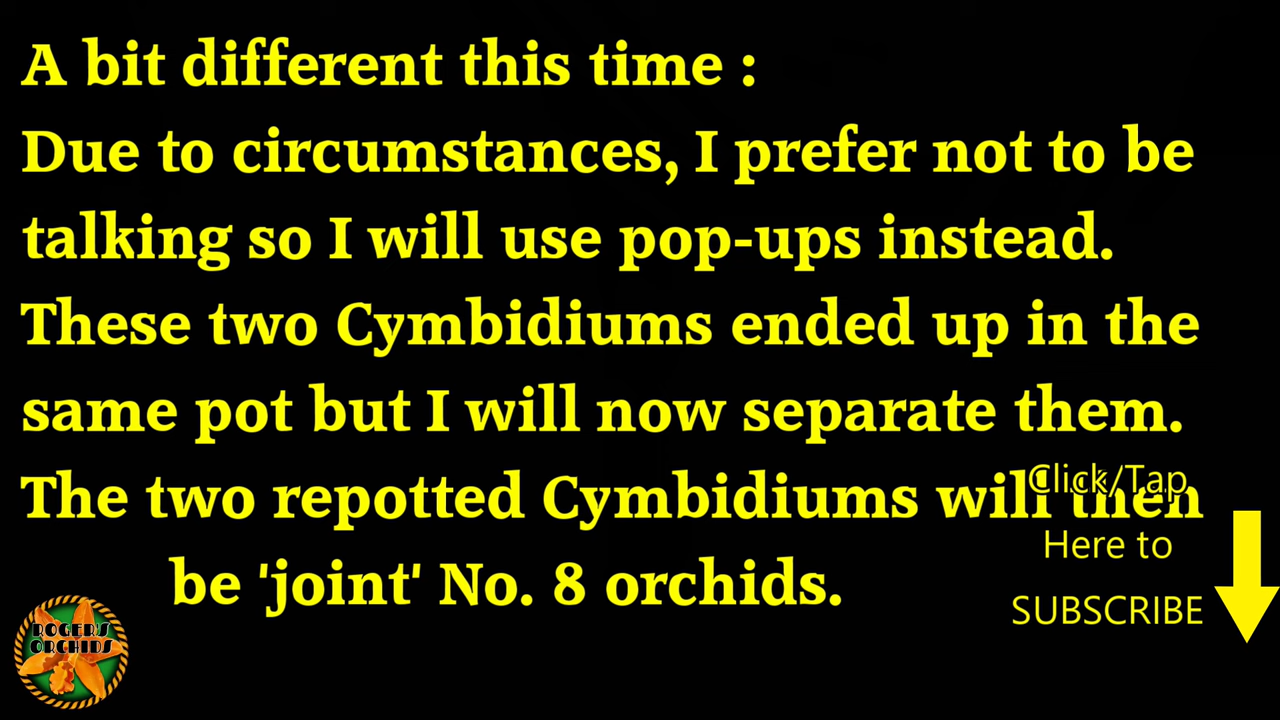 A bit different this time :
Due to circumstances, I prefer not to be
talking so I will use pop-ups instead.
These two Cymbidiums ended up in the
same pot but I will now separate them.
The two repotted Cymbidiums will then
be 'joint' No. 8 orchids.
Click/Tap
Here to
SUBSCRIBE
ROGER'S
ORCHIDS